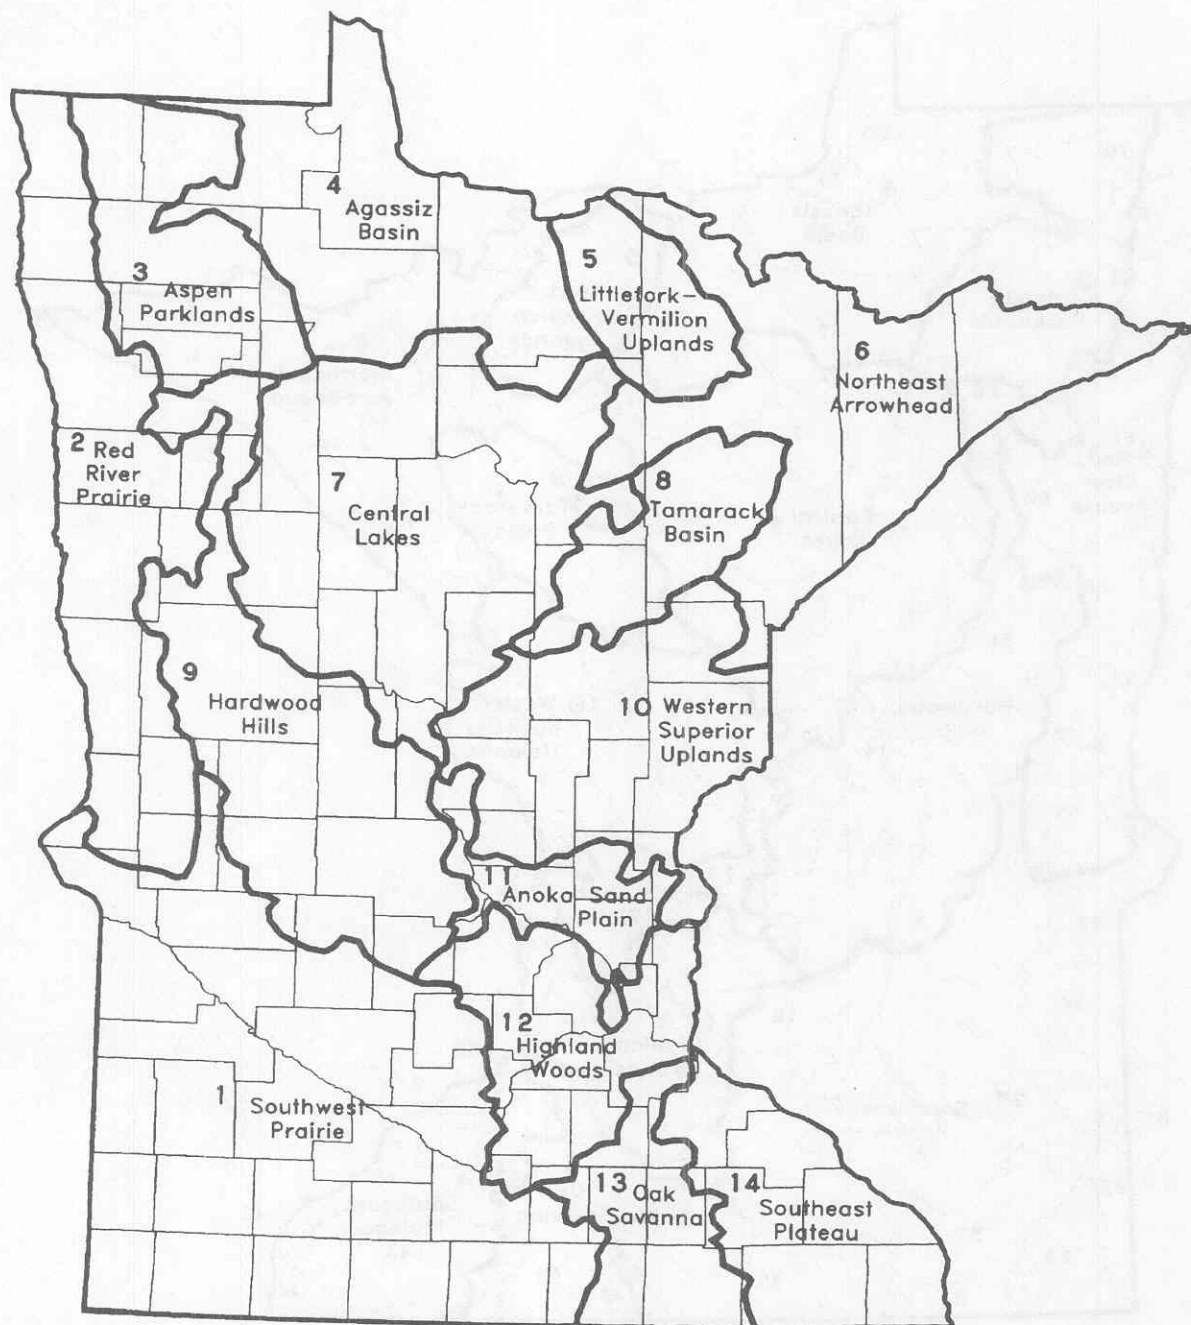 4
Agassiz
Basin
5
Littlefork-
Vermilion
Uplands
3
Aspen
Parklands
6
Northeast
Arrowhead
2 Red
River
Prairie
7
Central
Lakes
8
Tamarack
Basin
9
Hardwood
Hills
10 Western
Superior
Uplands
11
Anoka Sand
Plain
12
Highland
Woods
1
Southwest
Prairie
13 Oak
Savanna
14
Southeast
Plateau